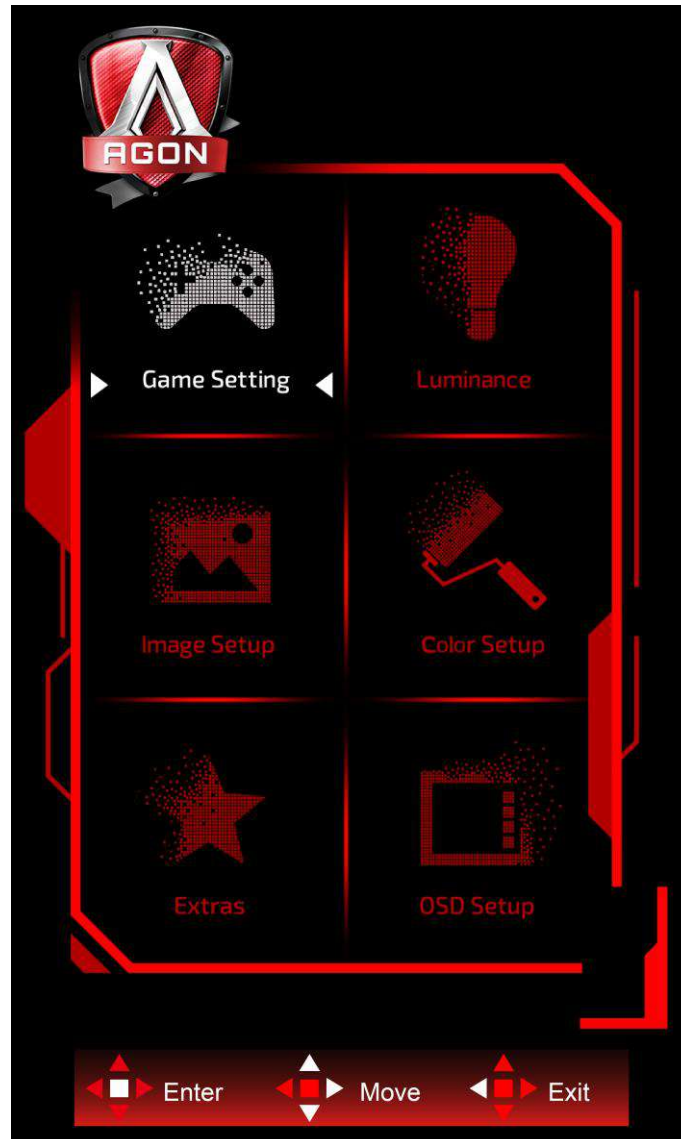 AGON
Game Setting
Luminance
Image Setup
Color Setup
Extras
OSD Setup
Enter
Move
Exit